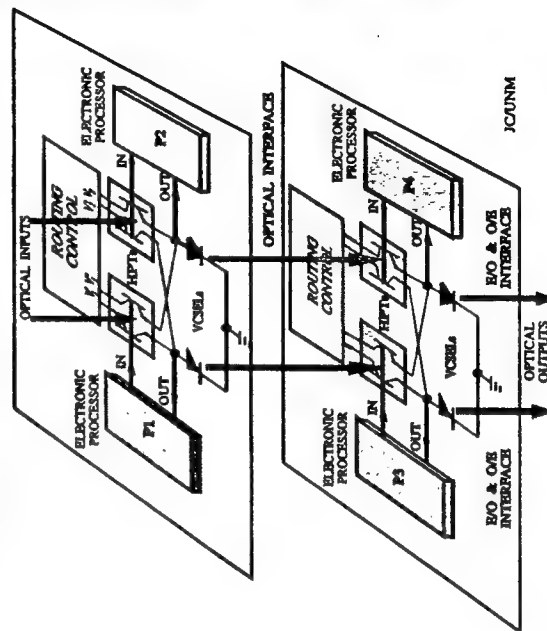 OPTICAL INPUTS
ROUTING
CONTROL
ELECTRONIC
PROCESSOR
P2
IN
OUT
HPTs
ELECTRONIC
PROCESSOR
P1
IN
OUT
VCSELs
OPTICAL INTERFACE
ROUTING
CONTROL
ELECTRONIC
PROCESSOR
P4
IN
OUT
HPTs
ELECTRONIC
PROCESSOR
P3
IN
OUT
VCSELs
E/O & O/E
INTERFACE
E/O & O/E
INTERFACE
OPTICAL
OUTPUTS
JC/UNM